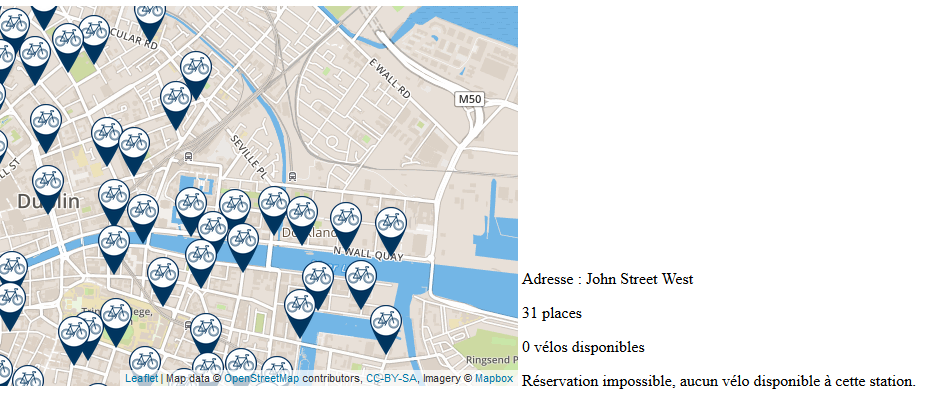 CULAR RD
E WALL RD
M50
SEVILLE PL
LL ST
Dublin
Docklands
N WALL QUAY
Ringsend P
Leaflet | Map data © OpenStreetMap contributors, CC-BY-SA, Imagery © Mapbox
Adresse : John Street West
31 places
0 vélos disponibles
Réservation impossible, aucun vélo disponible à cette station.